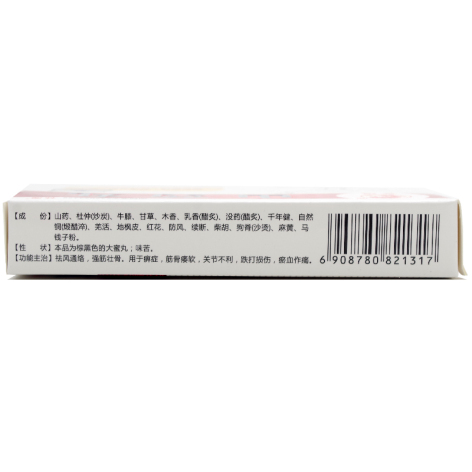 【成 份】山药、杜仲(炒炭)、牛膝、甘草、木香、乳香(醋炙)、没药(醋炙)、千年健、自然
铜(煅醋淬)、羌活、地枫皮、红花、防风、续断、柴胡、狗脊(沙烫)、麻黄、马
钱子粉。
【性 状】本品为棕黑色的大蜜丸；味苦。
【功能主治】祛风通络，强筋壮骨。用于痹症，筋骨痿软，关节不利，跌打损伤，瘀血作痛。
6 908780 821317